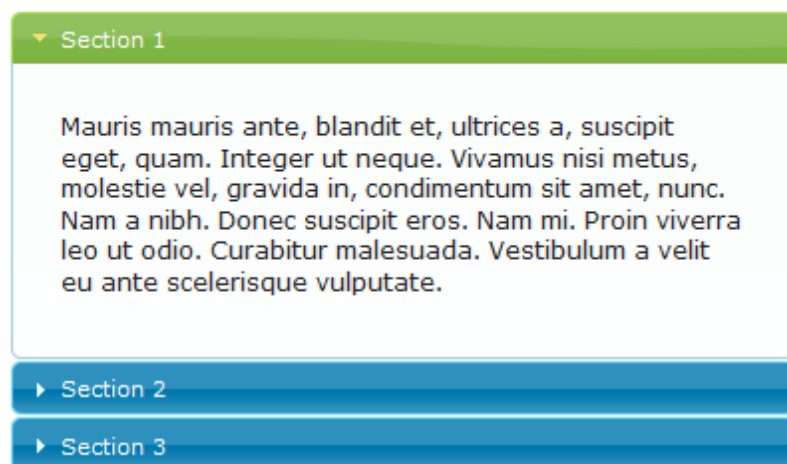 Section 1
Mauris mauris ante, blandit et, ultrices a, suscipit
eget, quam. Integer ut neque. Vivamus nisi metus,
molestie vel, gravida in, condimentum sit amet, nunc.
Nam a nibh. Donec suscipit eros. Nam mi. Proin viverra
leo ut odio. Curabitur malesuada. Vestibulum a velit
eu ante scelerisque vulputate.
Section 2
Section 3